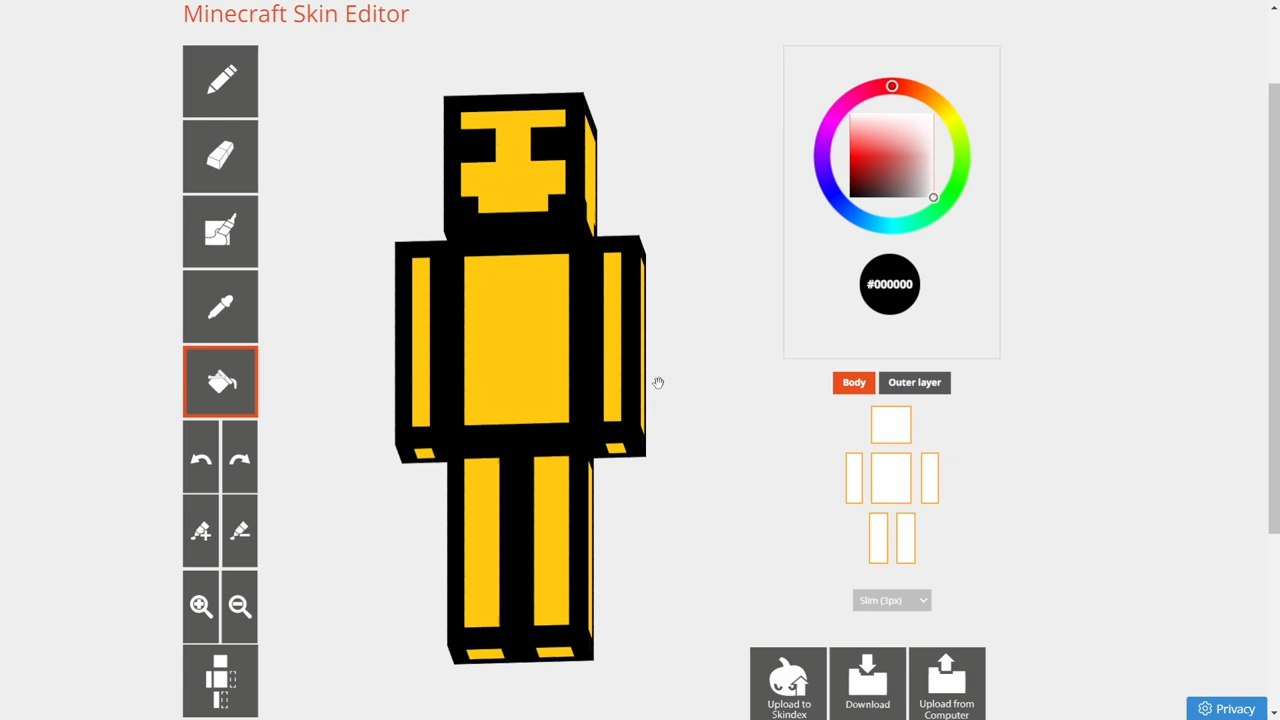 Minecraft Skin Editor
#000000
Body
Outer layer
Slim (3px)
Upload to
Skindex
Download
Upload from
Computer
Privacy